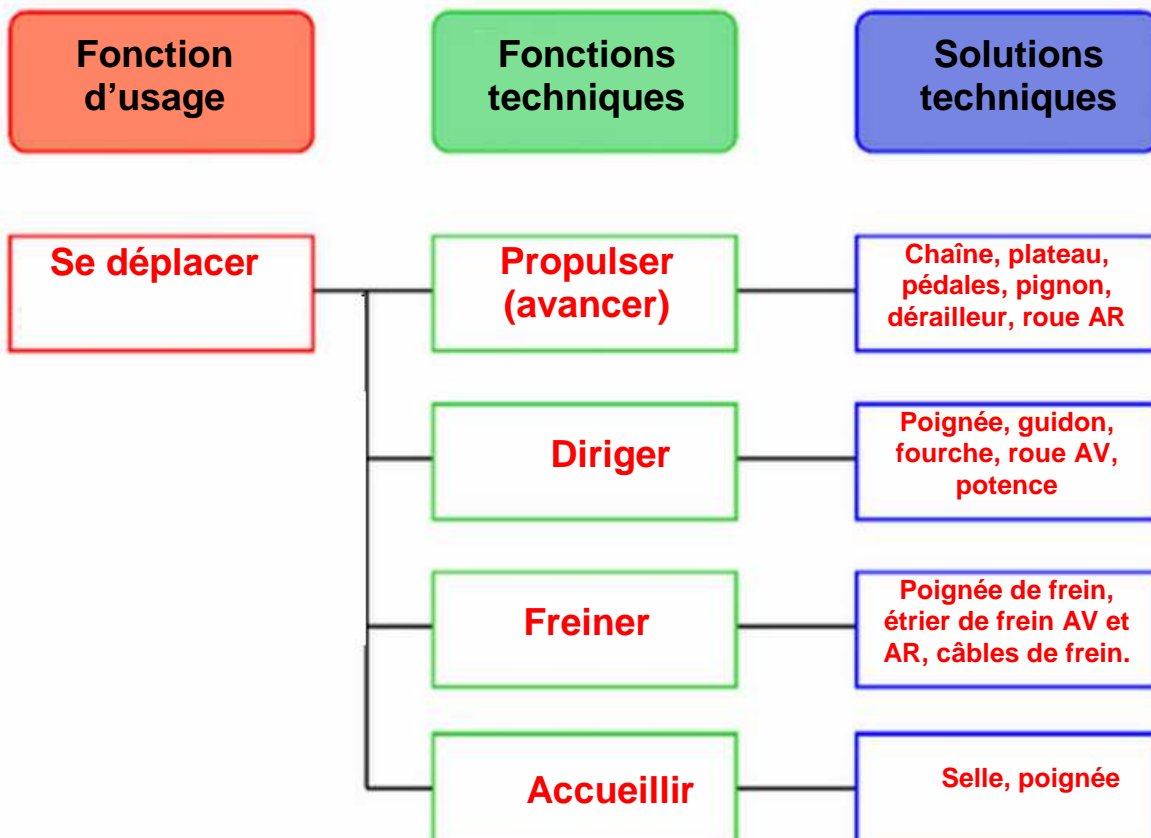 Fonction
d'usage
Fonctions
techniques
Solutions
techniques
Se déplacer
Propulser
(avancer)
Chaîne, plateau,
pédales, pignon,
dérailleur, roue AR
Diriger
Poignée, guidon,
fourche, roue AV,
potence
Freiner
Poignée de frein,
étrier de frein AV et
AR, câbles de frein.
Accueillir
Selle, poignée